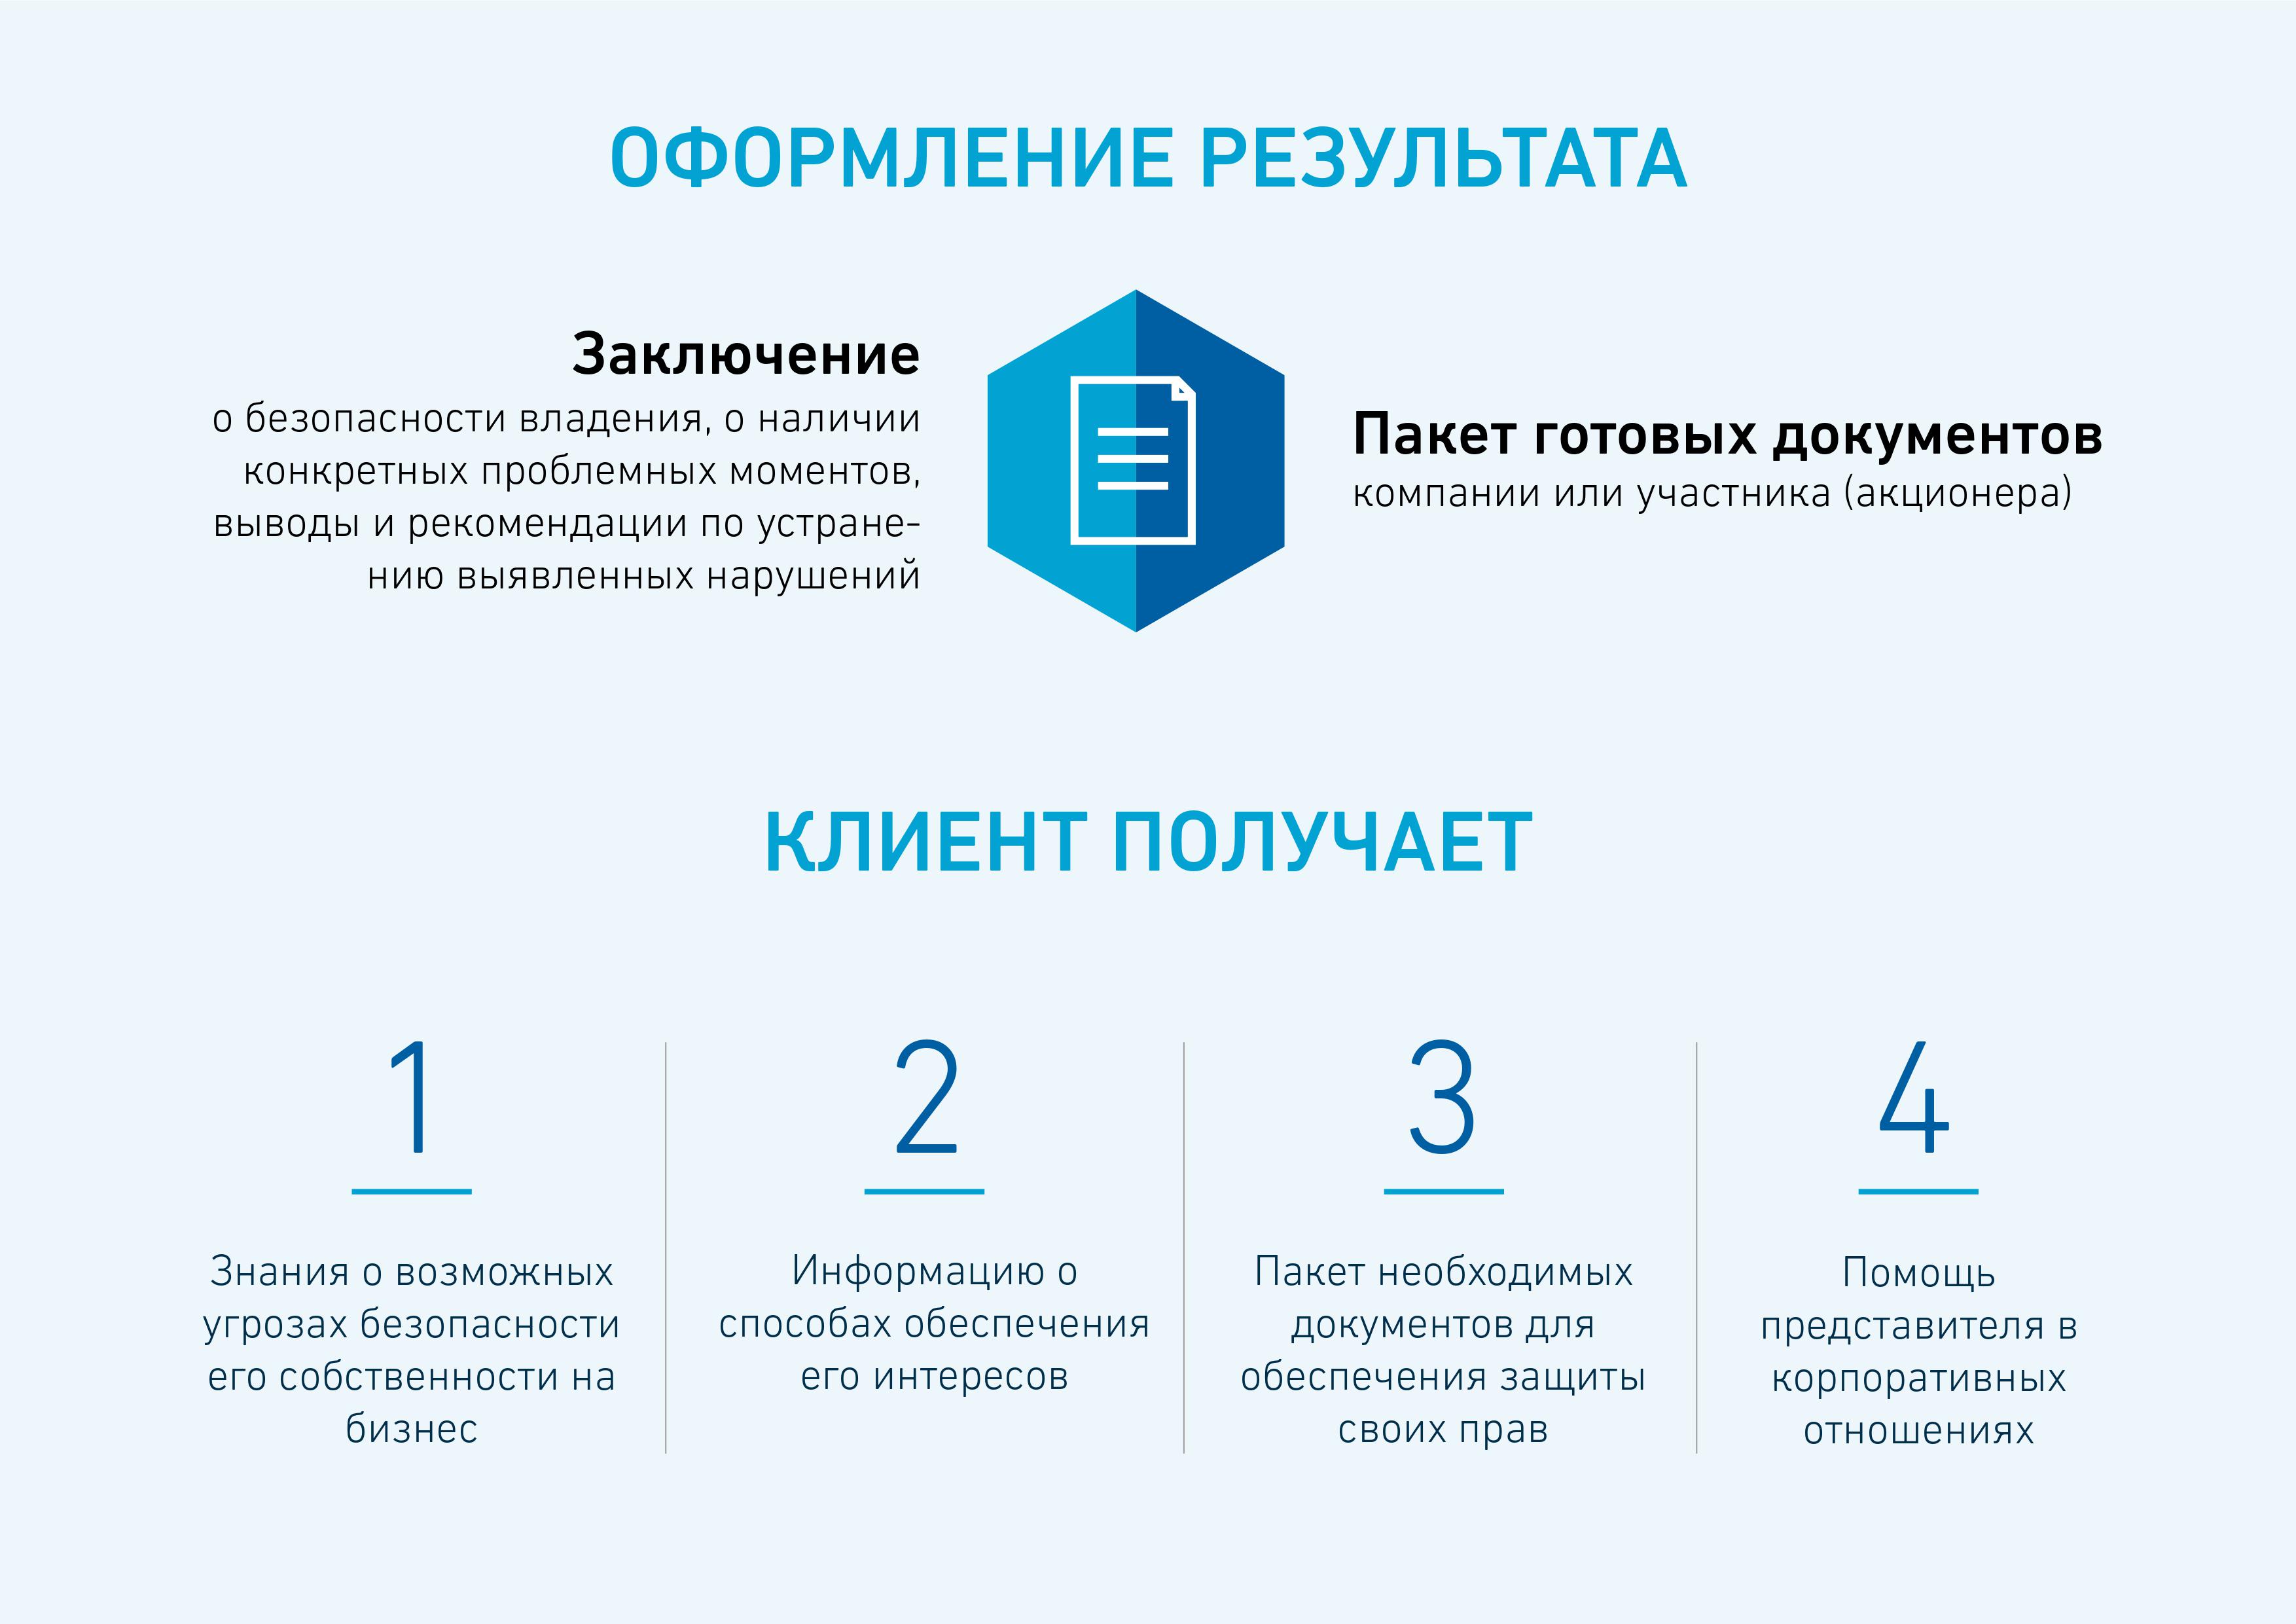 ОФОРМЛЕНИЕ РЕЗУЛЬТАТА
Заключение
о безопасности владения, о наличии
конкретных проблемных моментов,
выводы и рекомендации по устране-
нию выявленных нарушений
Пакет готовых документов
компании или участника (акционера)
КЛИЕНТ ПОЛУЧАЕТ
1
Знания о возможных
угрозах безопасности
его собственности на
бизнес
2
Информацию о
способах обеспечения
его интересов
3
Пакет необходимых
документов для
обеспечения защиты
своих прав
4
Помощь
представителя в
корпоративных
отношениях